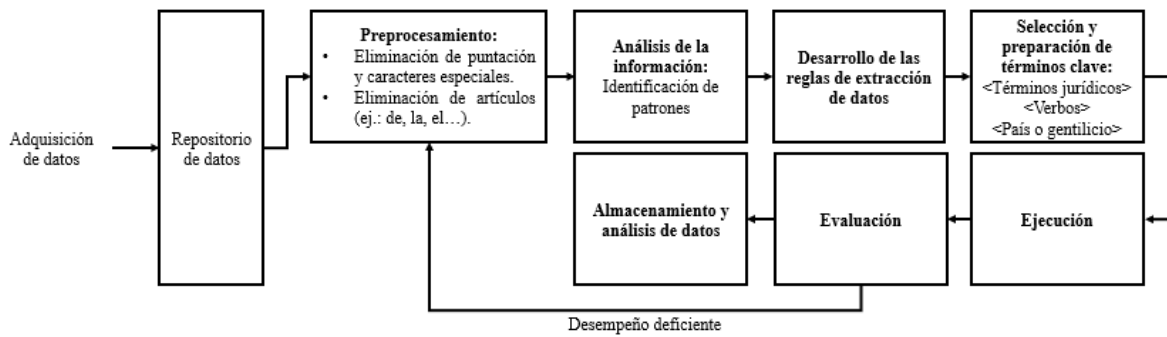 Adquisición
de datos
Repositorio
de datos
Preprocesamiento:
• Eliminación de puntación
y caracteres especiales.
• Eliminación de artículos
(ej.: de, la, el…).
Análisis de la
información:
Identificación de
patrones
Desarrollo de las
reglas de extracción
de datos
Selección y
preparación de
términos clave:
<Términos jurídicos>
<Verbos>
<País o gentilicio>
Almacenamiento y
análisis de datos
Evaluación
Ejecución
Desempeño deficiente